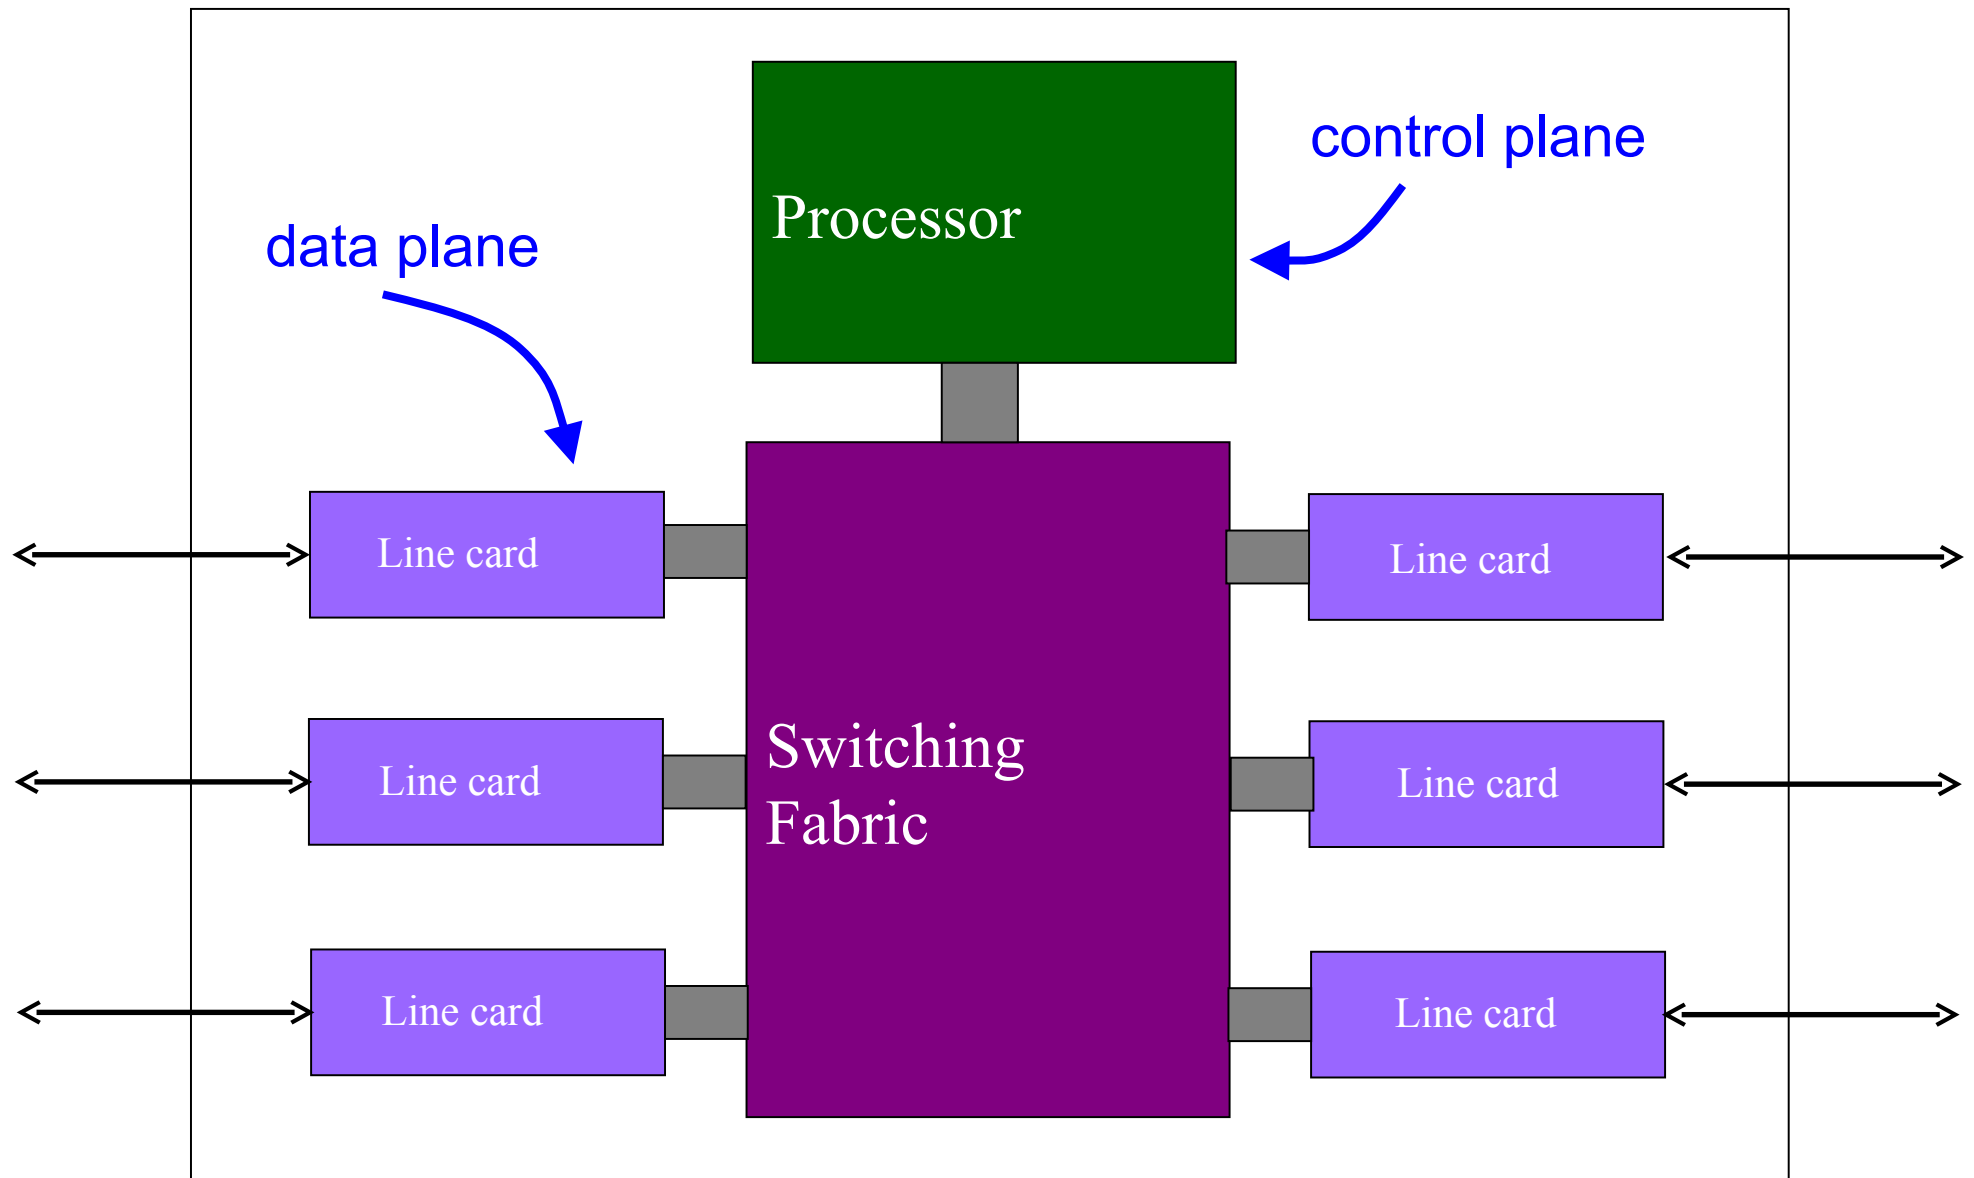 control plane
Processor
data plane
Line card
Line card
Switching
Fabric
Line card
Line card
Line card
Line card